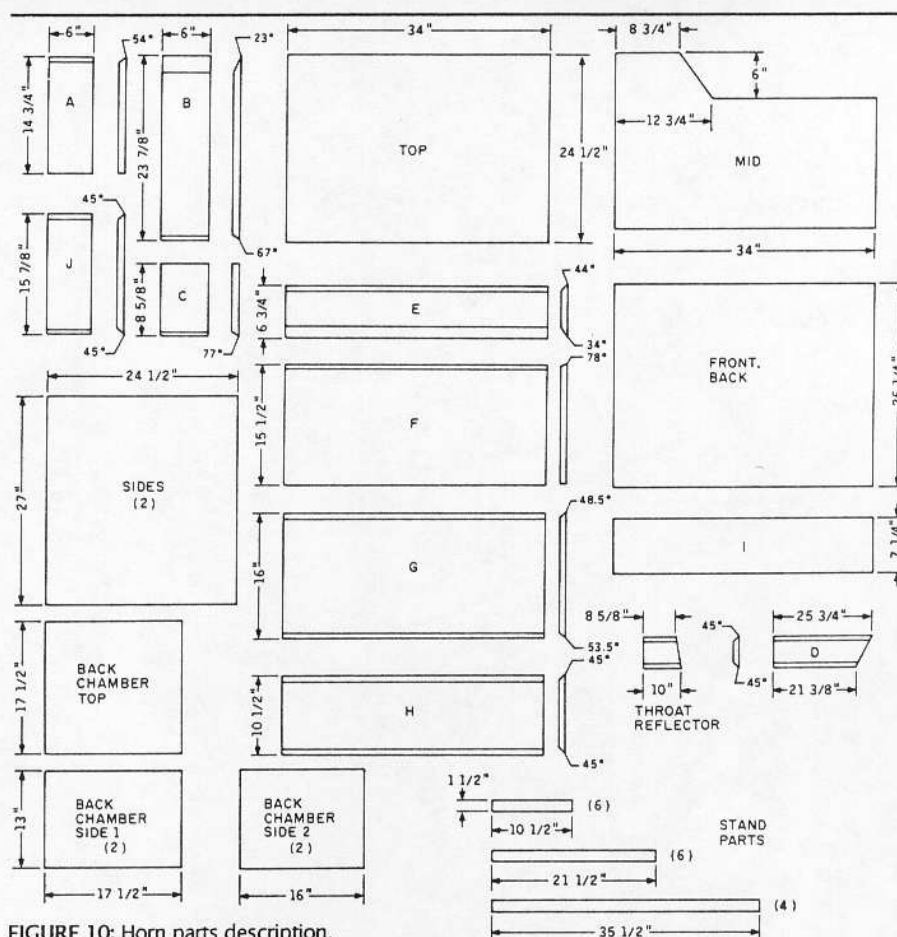 6"
54°
6"
23°
34"
8 3/4"
14 3/4"
A
23 7/8"
B
TOP
24 1/2"
6"
12 3/4"
MID
34"
45°
67°
15 7/8"
J
8 5/8"
C
45°
77°
6 3/4"
E
44°
34°
24 1/2"
27"
SIDES
(2)
15 1/2"
F
78°
FRONT,
BACK
16"
G
48.5°
53.5°
I
7 1/4"
17 1/2"
BACK
CHAMBER
TOP
10 1/2"
H
45°
45°
8 5/8"
10"
THROAT
REFLECTOR
45°
45°
25 3/4"
D
21 3/8"
13"
BACK
CHAMBER
SIDE 1
(2)
17 1/2"
BACK
CHAMBER
SIDE 2
(2)
16"
1 1/2"
(6)
10 1/2"
STAND
PARTS
(6)
21 1/2"
(4)
35 1/2"
FIGURE 10: Horn parts description.